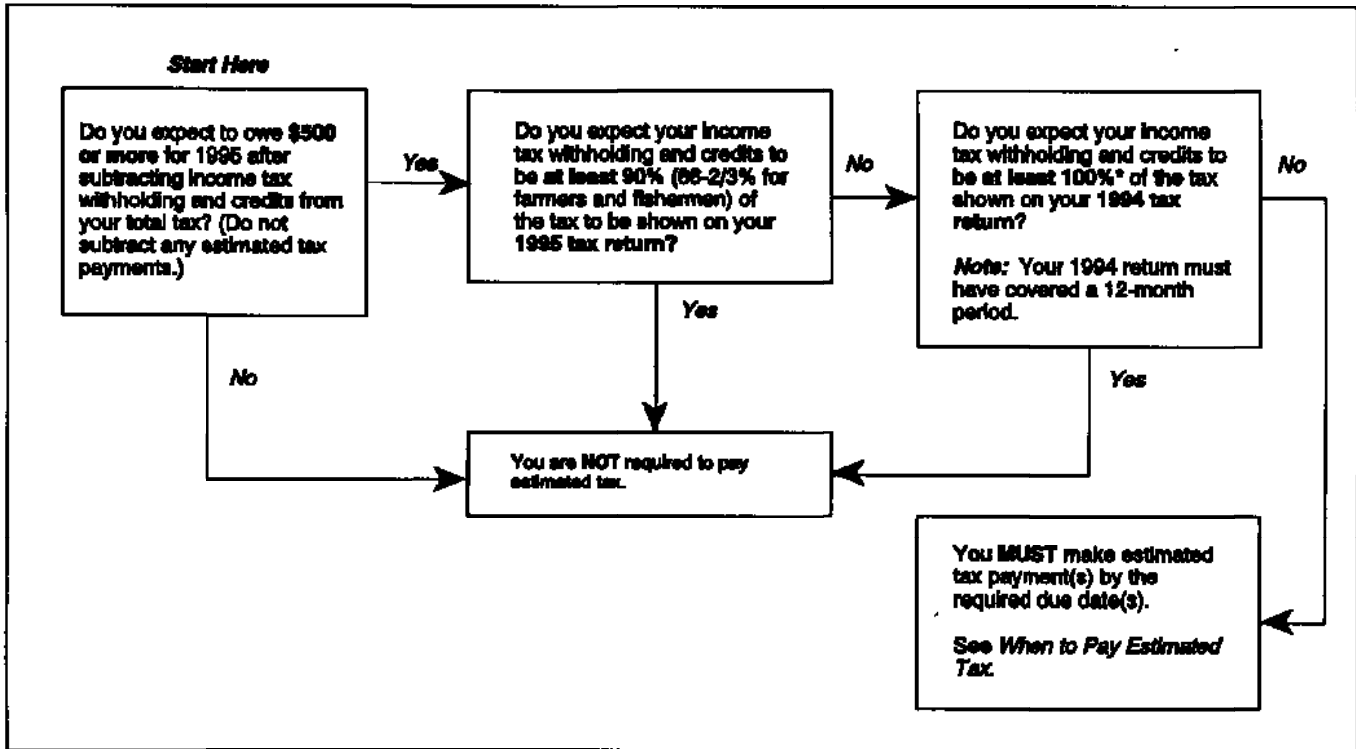 Start Here
Do you expect to owe $500
or more for 1995 after
subtracting income tax
withholding and credits from
your total tax? (Do not
subtract any estimated tax
payments.)
Yes
No
Do you expect your income
tax withholding and credits to
be at least 90% (66-2/3% for
farmers and fishermen) of
the tax to be shown on your
1995 tax return?
No
Yes
Do you expect your income
tax withholding and credits to
be at least 100%* of the tax
shown on your 1994 tax
return?
Note: Your 1994 return must
have covered a 12-month
period.
No
Yes
You are NOT required to pay
estimated tax.
You MUST make estimated
tax payment(s) by the
required due date(s).
See When to Pay Estimated
Tax.